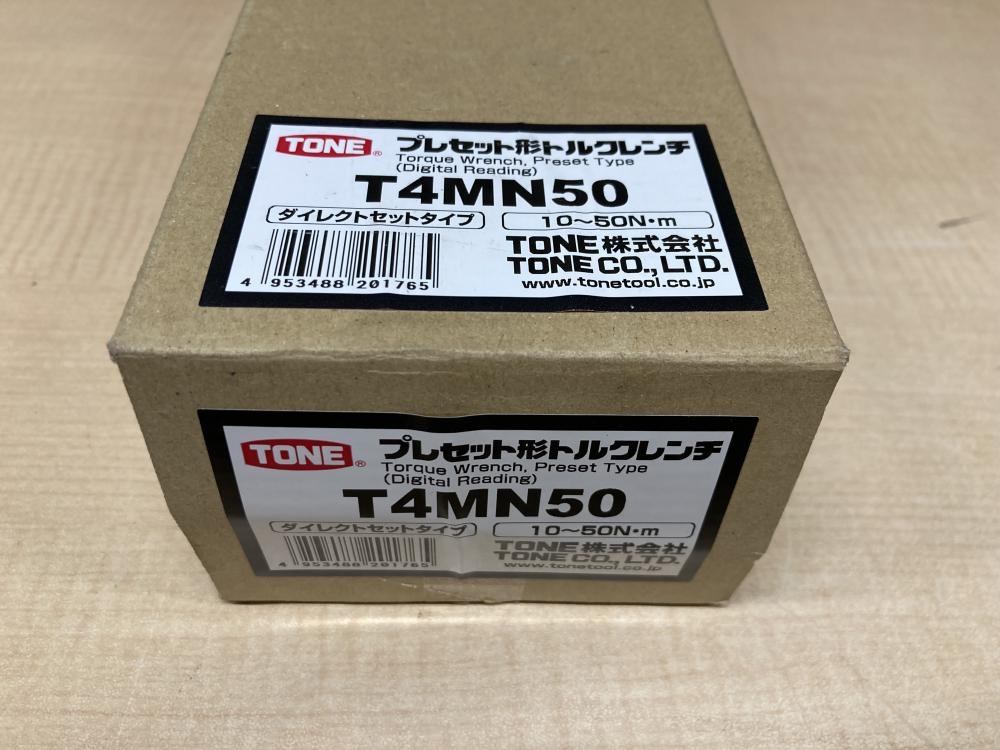 TONE®
プレセット形トルクレンチ
Torque Wrench, Preset Type
(Digital Reading)
T4MN50
ダイレクトセットタイプ
10～50N・m
TONE株式会社
TONE CO., LTD.
www.tonetool.co.jp
4 953488 201765
TONE®
プレセット形トルクレンチ
Torque Wrench, Preset Type
(Digital Reading)
T4MN50
ダイレクトセットタイプ
10～50N・m
TONE株式会社
TONE CO., LTD.
www.tonetool.co.jp
4 953488 201765